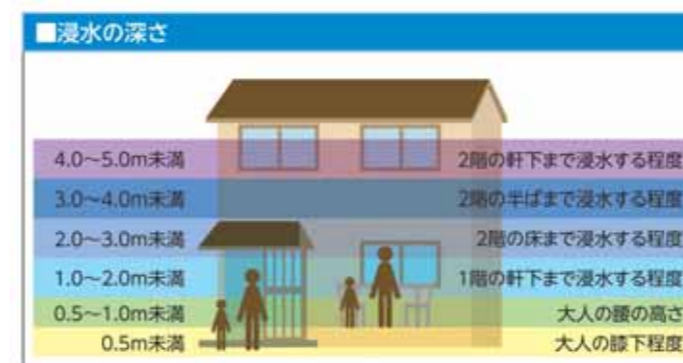 ■浸水の深さ
4.0～5.0m未満 2階の軒下まで浸水する程度
3.0～4.0m未満 2階の半ばまで浸水する程度
2.0～3.0m未満 2階の床まで浸水する程度
1.0～2.0m未満 1階の軒下まで浸水する程度
0.5～1.0m未満 大人の腰の高さ
0.5m未満 大人の膝下程度